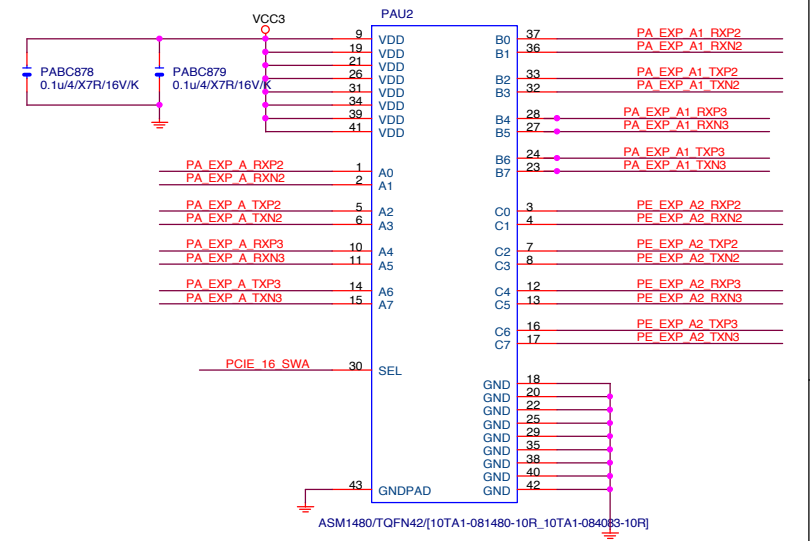 VCC3
PAU2
PABC878
0.1u/4/X7R/16V/K
PABC879
0.1u/4/X7R/16V/K
9 VDD
19 VDD
21 VDD
26 VDD
31 VDD
34 VDD
39 VDD
41 VDD
PA_EXP_A_RXP2 1 A0
PA_EXP_A_RXN2 2 A1
PA_EXP_A_TXP2 5 A2
PA_EXP_A_TXN2 6 A3
PA_EXP_A_RXP3 10 A4
PA_EXP_A_RXN3 11 A5
PA_EXP_A_TXP3 14 A6
PA_EXP_A_TXN3 15 A7
PCIE_16_SWA 30 SEL
43 GNDPAD
B0 37 PA_EXP_A1_RXP2
B1 36 PA_EXP_A1_RXN2
B2 33 PA_EXP_A1_TXP2
B3 32 PA_EXP_A1_TXN2
B4 28 PA_EXP_A1_RXP3
B5 27 PA_EXP_A1_RXN3
B6 24 PA_EXP_A1_TXP3
B7 23 PA_EXP_A1_TXN3
C0 3 PE_EXP_A2_RXP2
C1 4 PE_EXP_A2_RXN2
C2 7 PE_EXP_A2_TXP2
C3 8 PE_EXP_A2_TXN2
C4 12 PE_EXP_A2_RXP3
C5 13 PE_EXP_A2_RXN3
C6 16 PE_EXP_A2_TXP3
C7 17 PE_EXP_A2_TXN3
GND 18
GND 20
GND 22
GND 25
GND 29
GND 35
GND 38
GND 40
GND 42
ASM1480/TQFN42/[10TA1-081480-10R_10TA1-084083-10R]